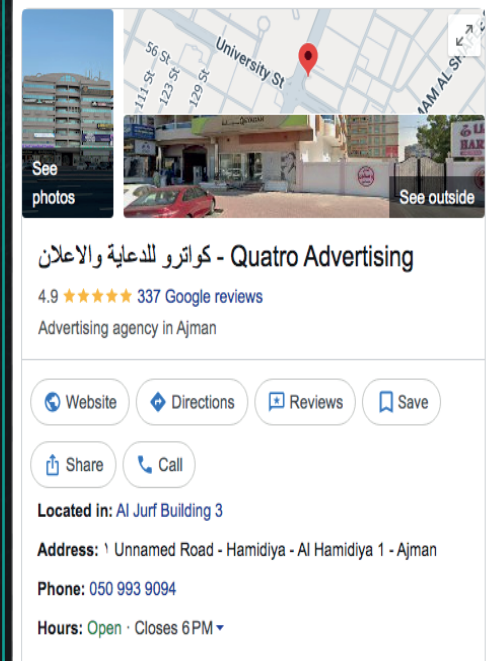 56 St
University St
111-St
123 St
129 St
See
photos
See outside
كواترو للدعاية والاعلان - Quatro Advertising
4.9 ★★★★★ 337 Google reviews
Advertising agency in Ajman
Website
Directions
Reviews
Save
Share
Call
Located in: Al Jurf Building 3
Address: ١ Unnamed Road - Hamidiya - Al Hamidiya 1 - Ajman
Phone: 050 993 9094
Hours: Open · Closes 6 PM